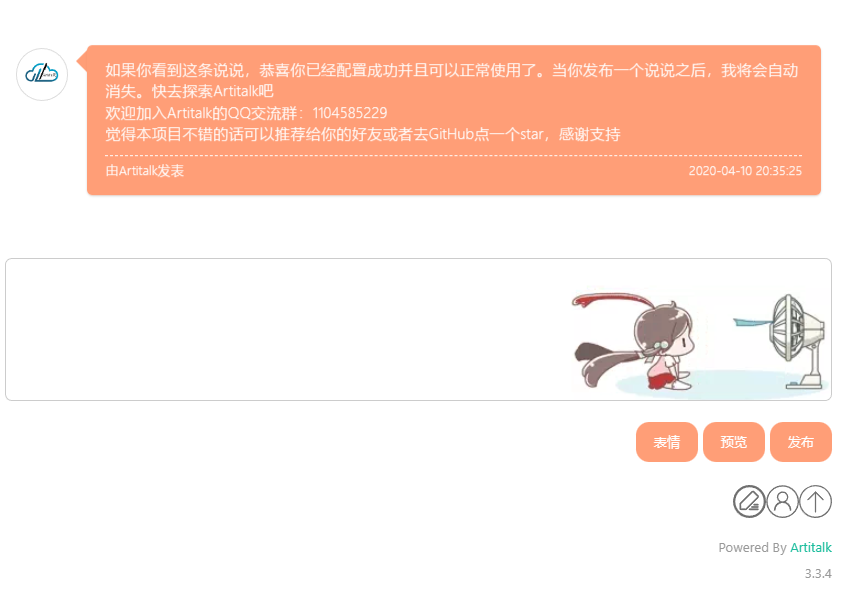 如果你看到这条说说，恭喜你已经配置成功并且可以正常使用了。当你发布一个说说之后，我将会自动
消失。快去探索Artitalk吧
欢迎加入Artitalk的QQ交流群：1104585229
觉得本项目不错的话可以推荐给你的好友或者去GitHub点一个star，感谢支持
由Artitalk发表 2020-04-10 20:35:25
表情 预览 发布
Powered By Artitalk
3.3.4